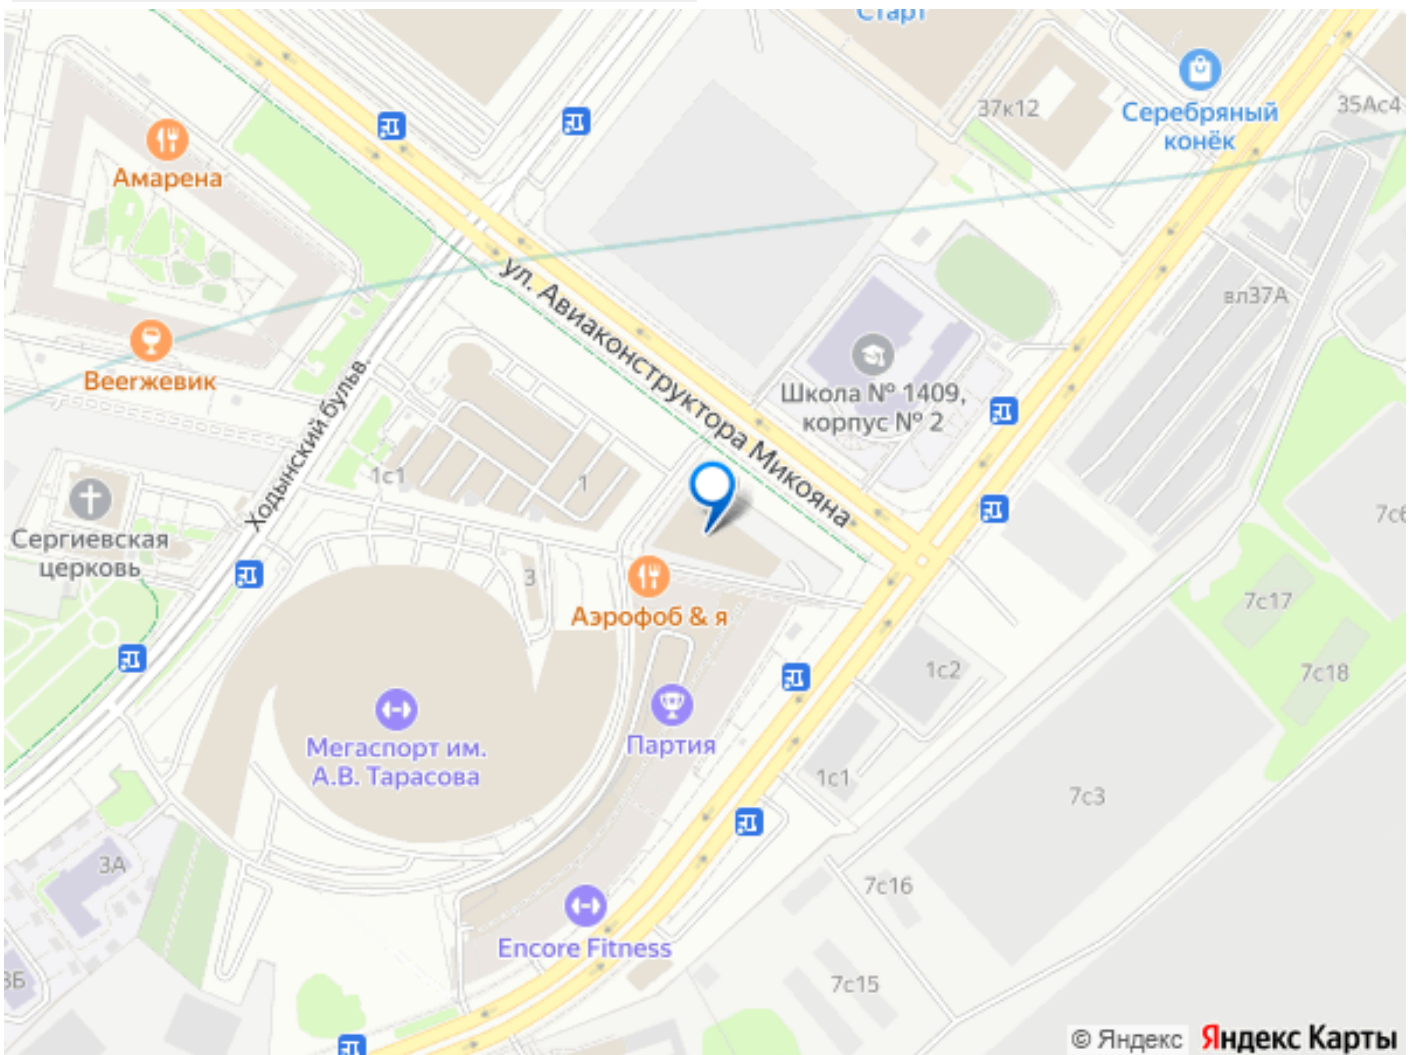 Старт
37к12
Серебряный
конёк
35Ас4
Амарена
вл37А
ул. Авиаконструктора Микояна
Веегжевик
Школа № 1409,
корпус № 2
Ходынский бульв.
1с1
1
Сергиевская
церковь
3
Аэрофоб & я
7с17
1с2
7с18
Мегаспорт им.
А.В. Тарасова
Партия
1с1
7с3
3А
7с16
Encore Fitness
3Б
7с15
© Яндекс Яндекс Карты